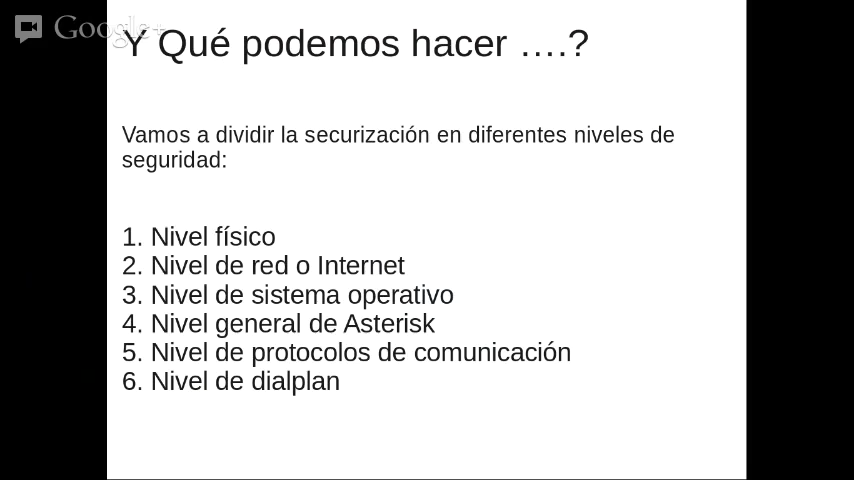 Google+
Y Qué podemos hacer ….?
Vamos a dividir la securización en diferentes niveles de
seguridad:
1. Nivel físico
2. Nivel de red o Internet
3. Nivel de sistema operativo
4. Nivel general de Asterisk
5. Nivel de protocolos de comunicación
6. Nivel de dialplan